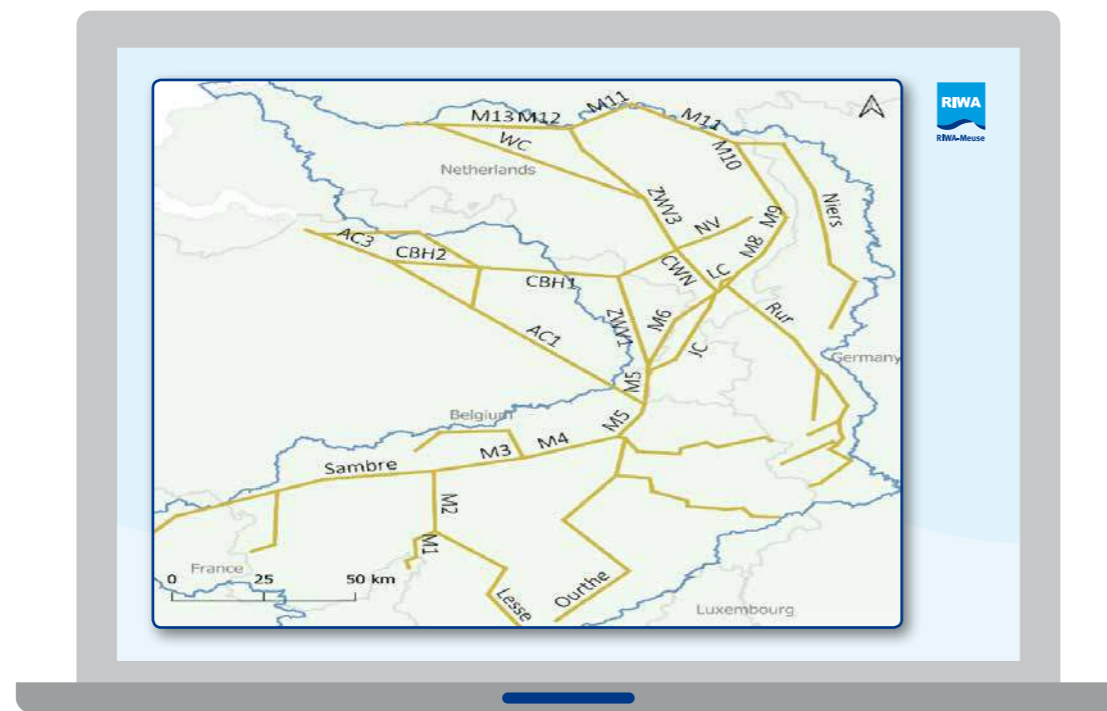 RIWA
RIWA-Meuse
M13 M12
M11
M11
WC
Netherlands
M10
ZWV3
NV
M9
M8
Niers
AC3
CBH2
CBH1
CWN
LC
ZWV1
M6
Rur
JC
AC1
Germany
M5
Belgium
M5
M4
M3
Sambre
M2
M1
France
0 25 50 km
Lesse
Ourthe
Luxembourg